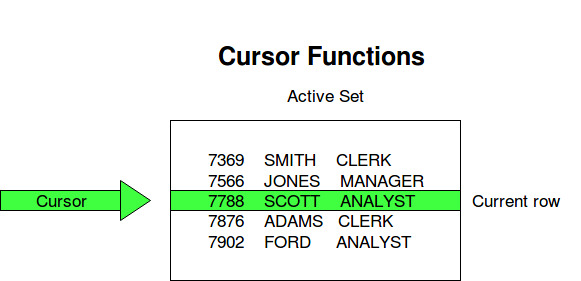 Cursor Functions
Active Set
7369 SMITH CLERK
7566 JONES MANAGER
Cursor 7788 SCOTT ANALYST Current row
7876 ADAMS CLERK
7902 FORD ANALYST